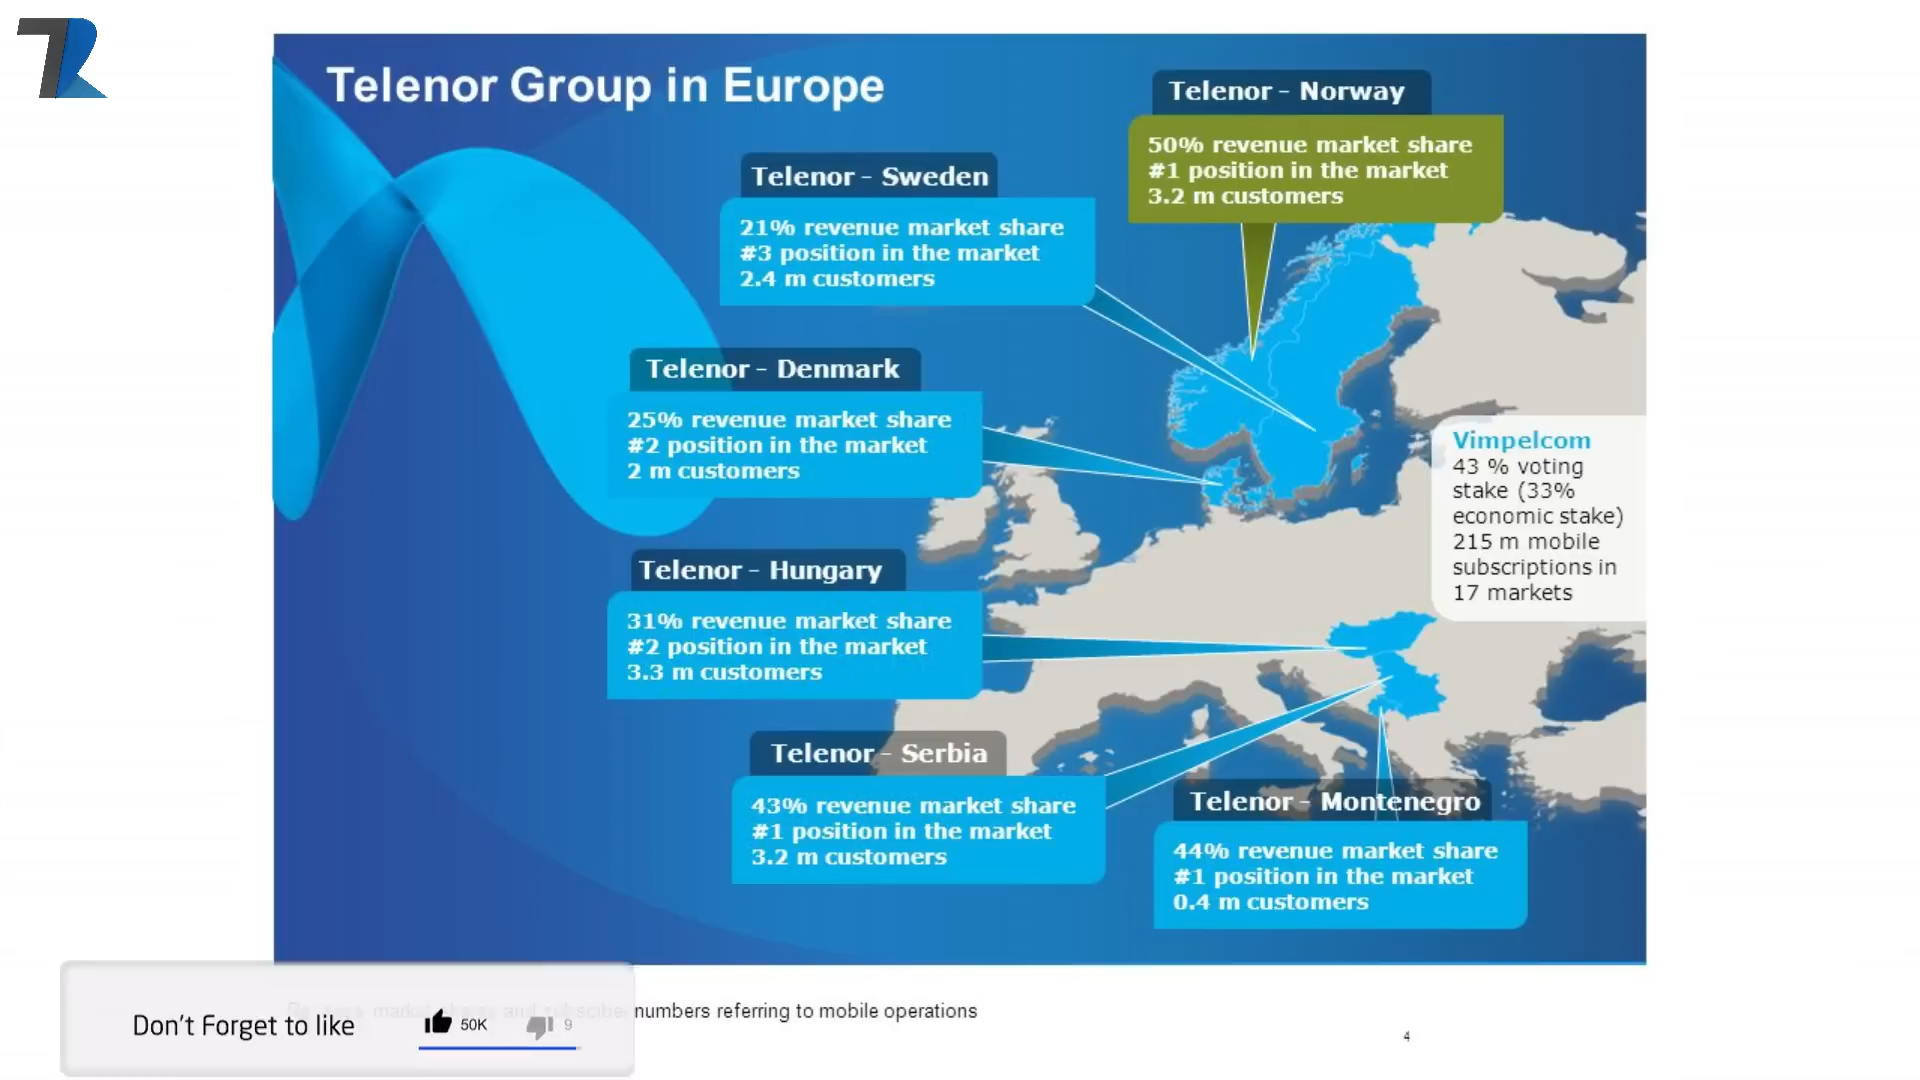 Telenor Group in Europe
Telenor - Norway
50% revenue market share
#1 position in the market
3.2 m customers
Telenor - Sweden
21% revenue market share
#3 position in the market
2.4 m customers
Telenor - Denmark
25% revenue market share
#2 position in the market
2 m customers
Vimpelcom
43 % voting
stake (33%
economic stake)
215 m mobile
subscriptions in
17 markets
Telenor - Hungary
31% revenue market share
#2 position in the market
3.3 m customers
Telenor - Serbia
43% revenue market share
#1 position in the market
3.2 m customers
Telenor - Montenegro
44% revenue market share
#1 position in the market
0.4 m customers
numbers referring to mobile operations
Don't Forget to like
50K
9
4